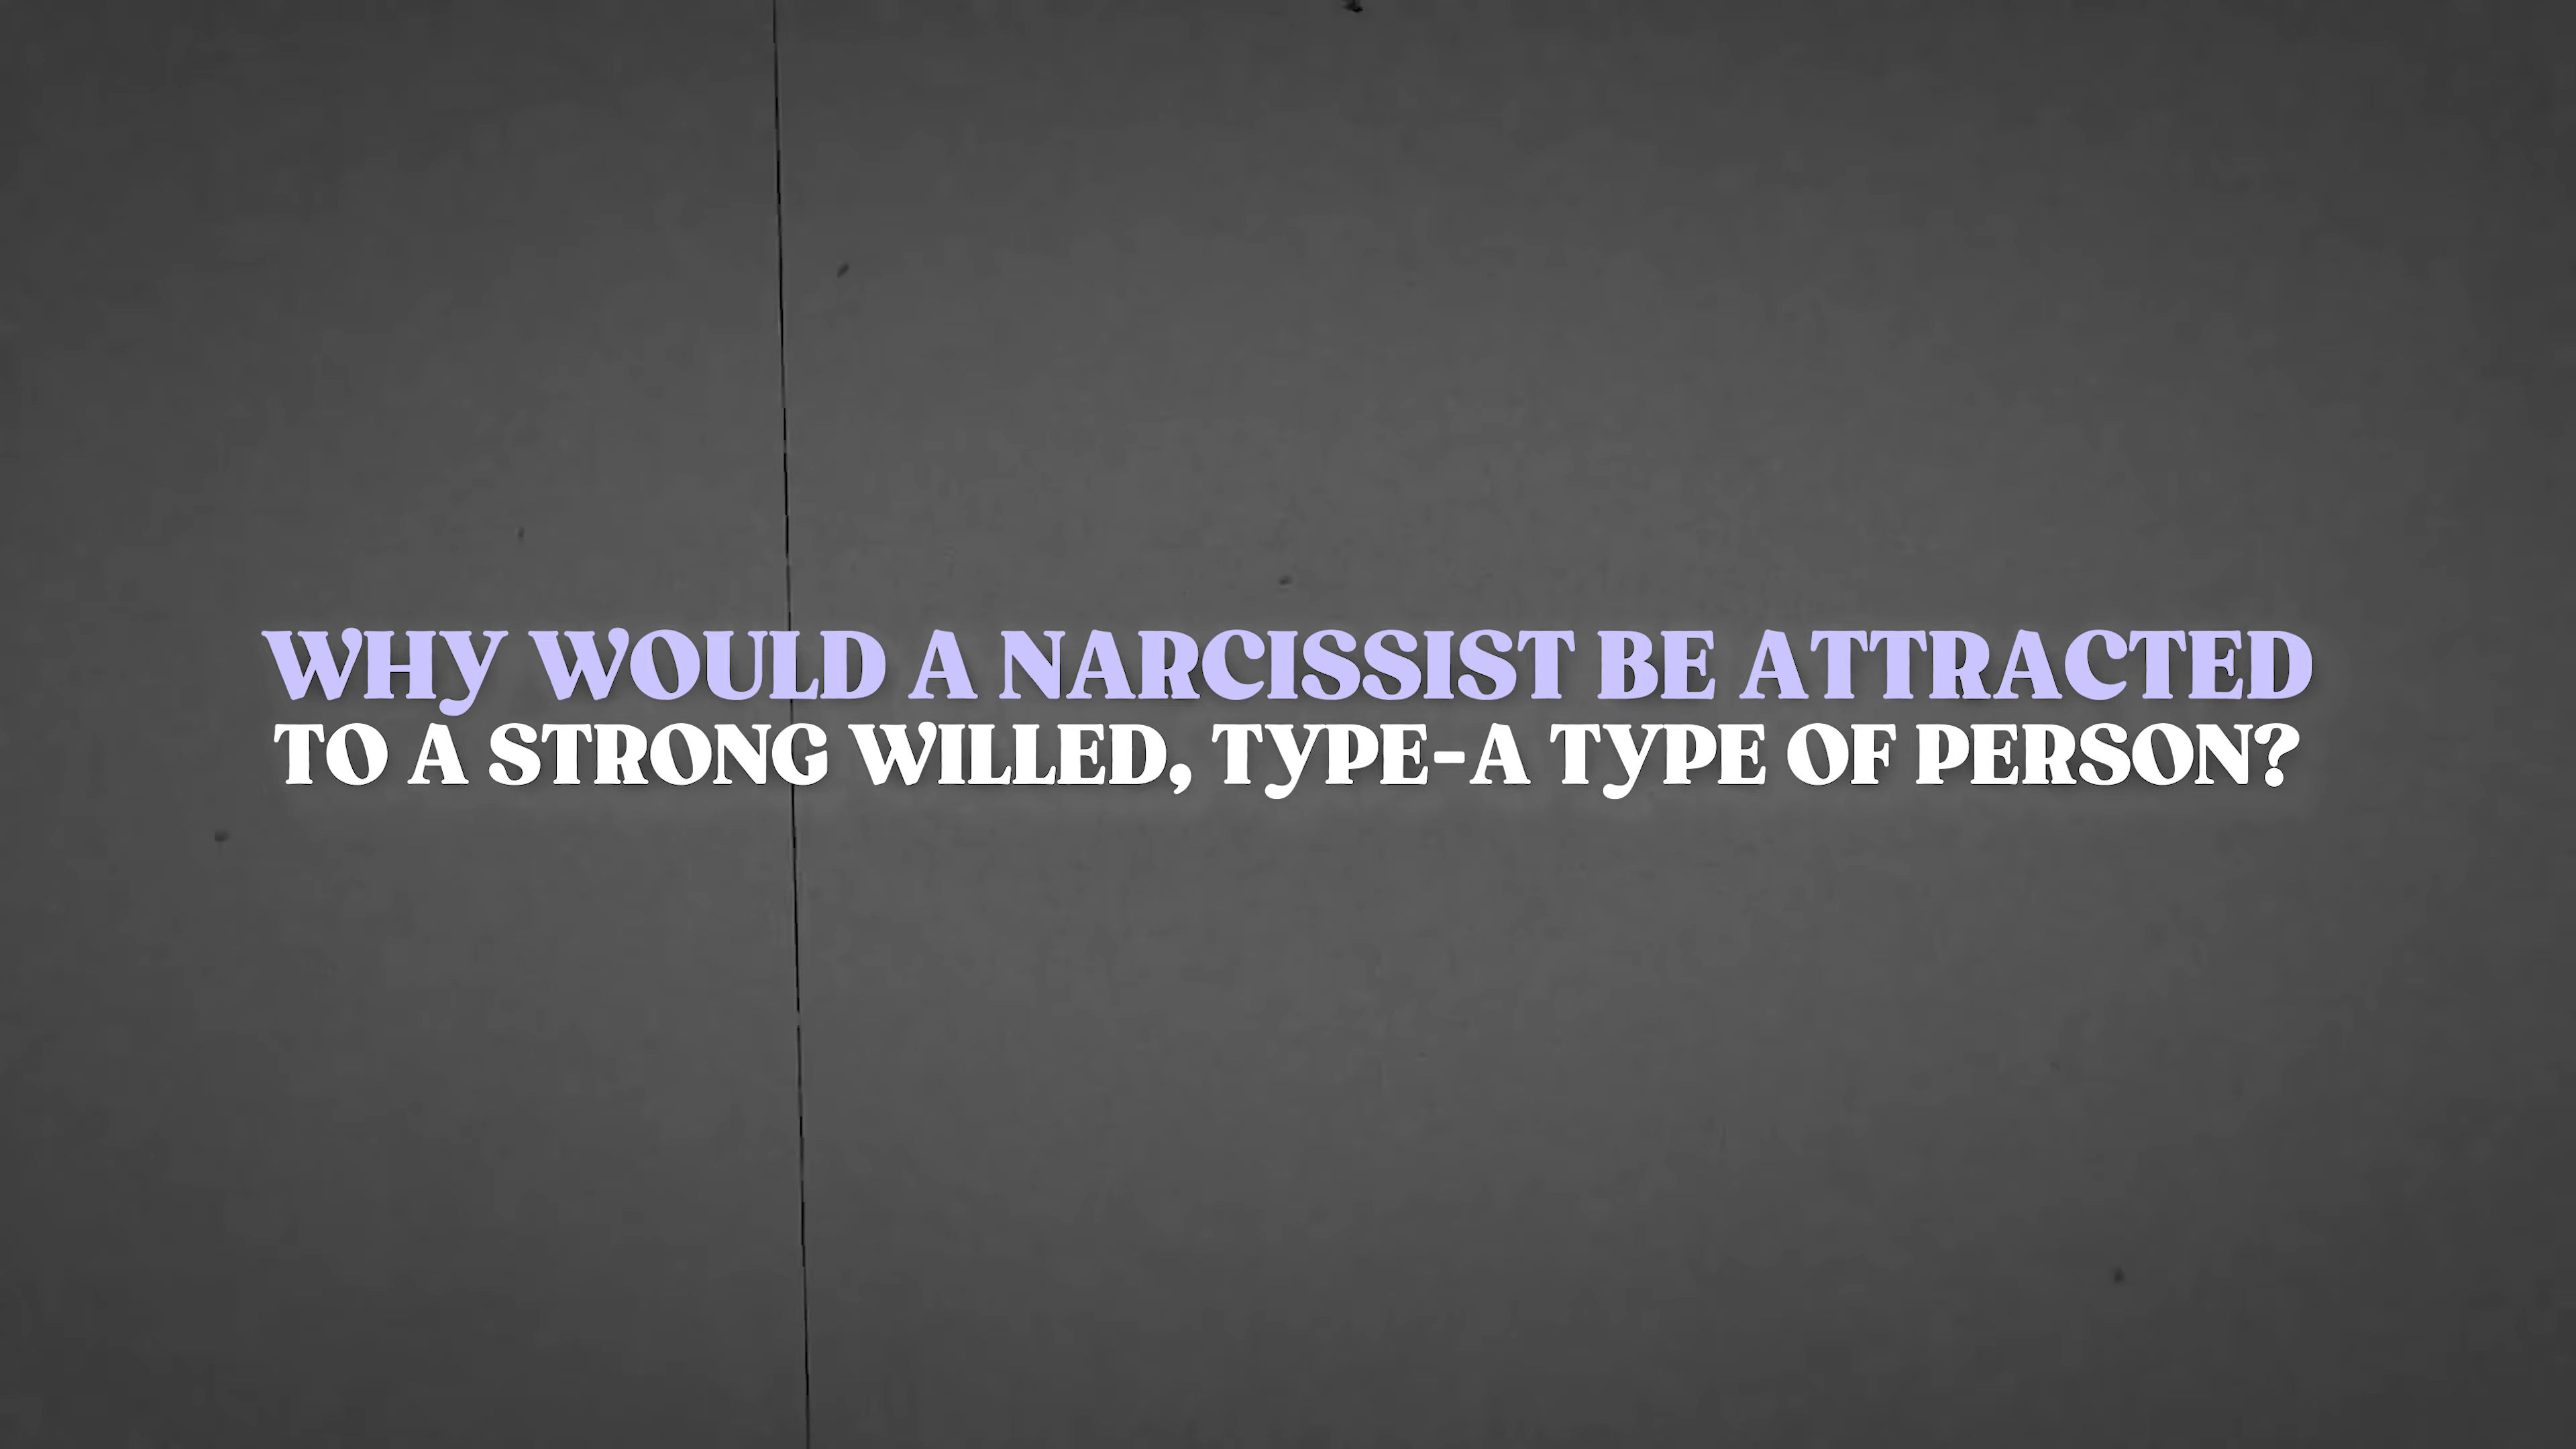 WHY WOULD A NARCISSIST BE ATTRACTED
TO A STRONG WILLED, TYPE-A TYPE OF PERSON?